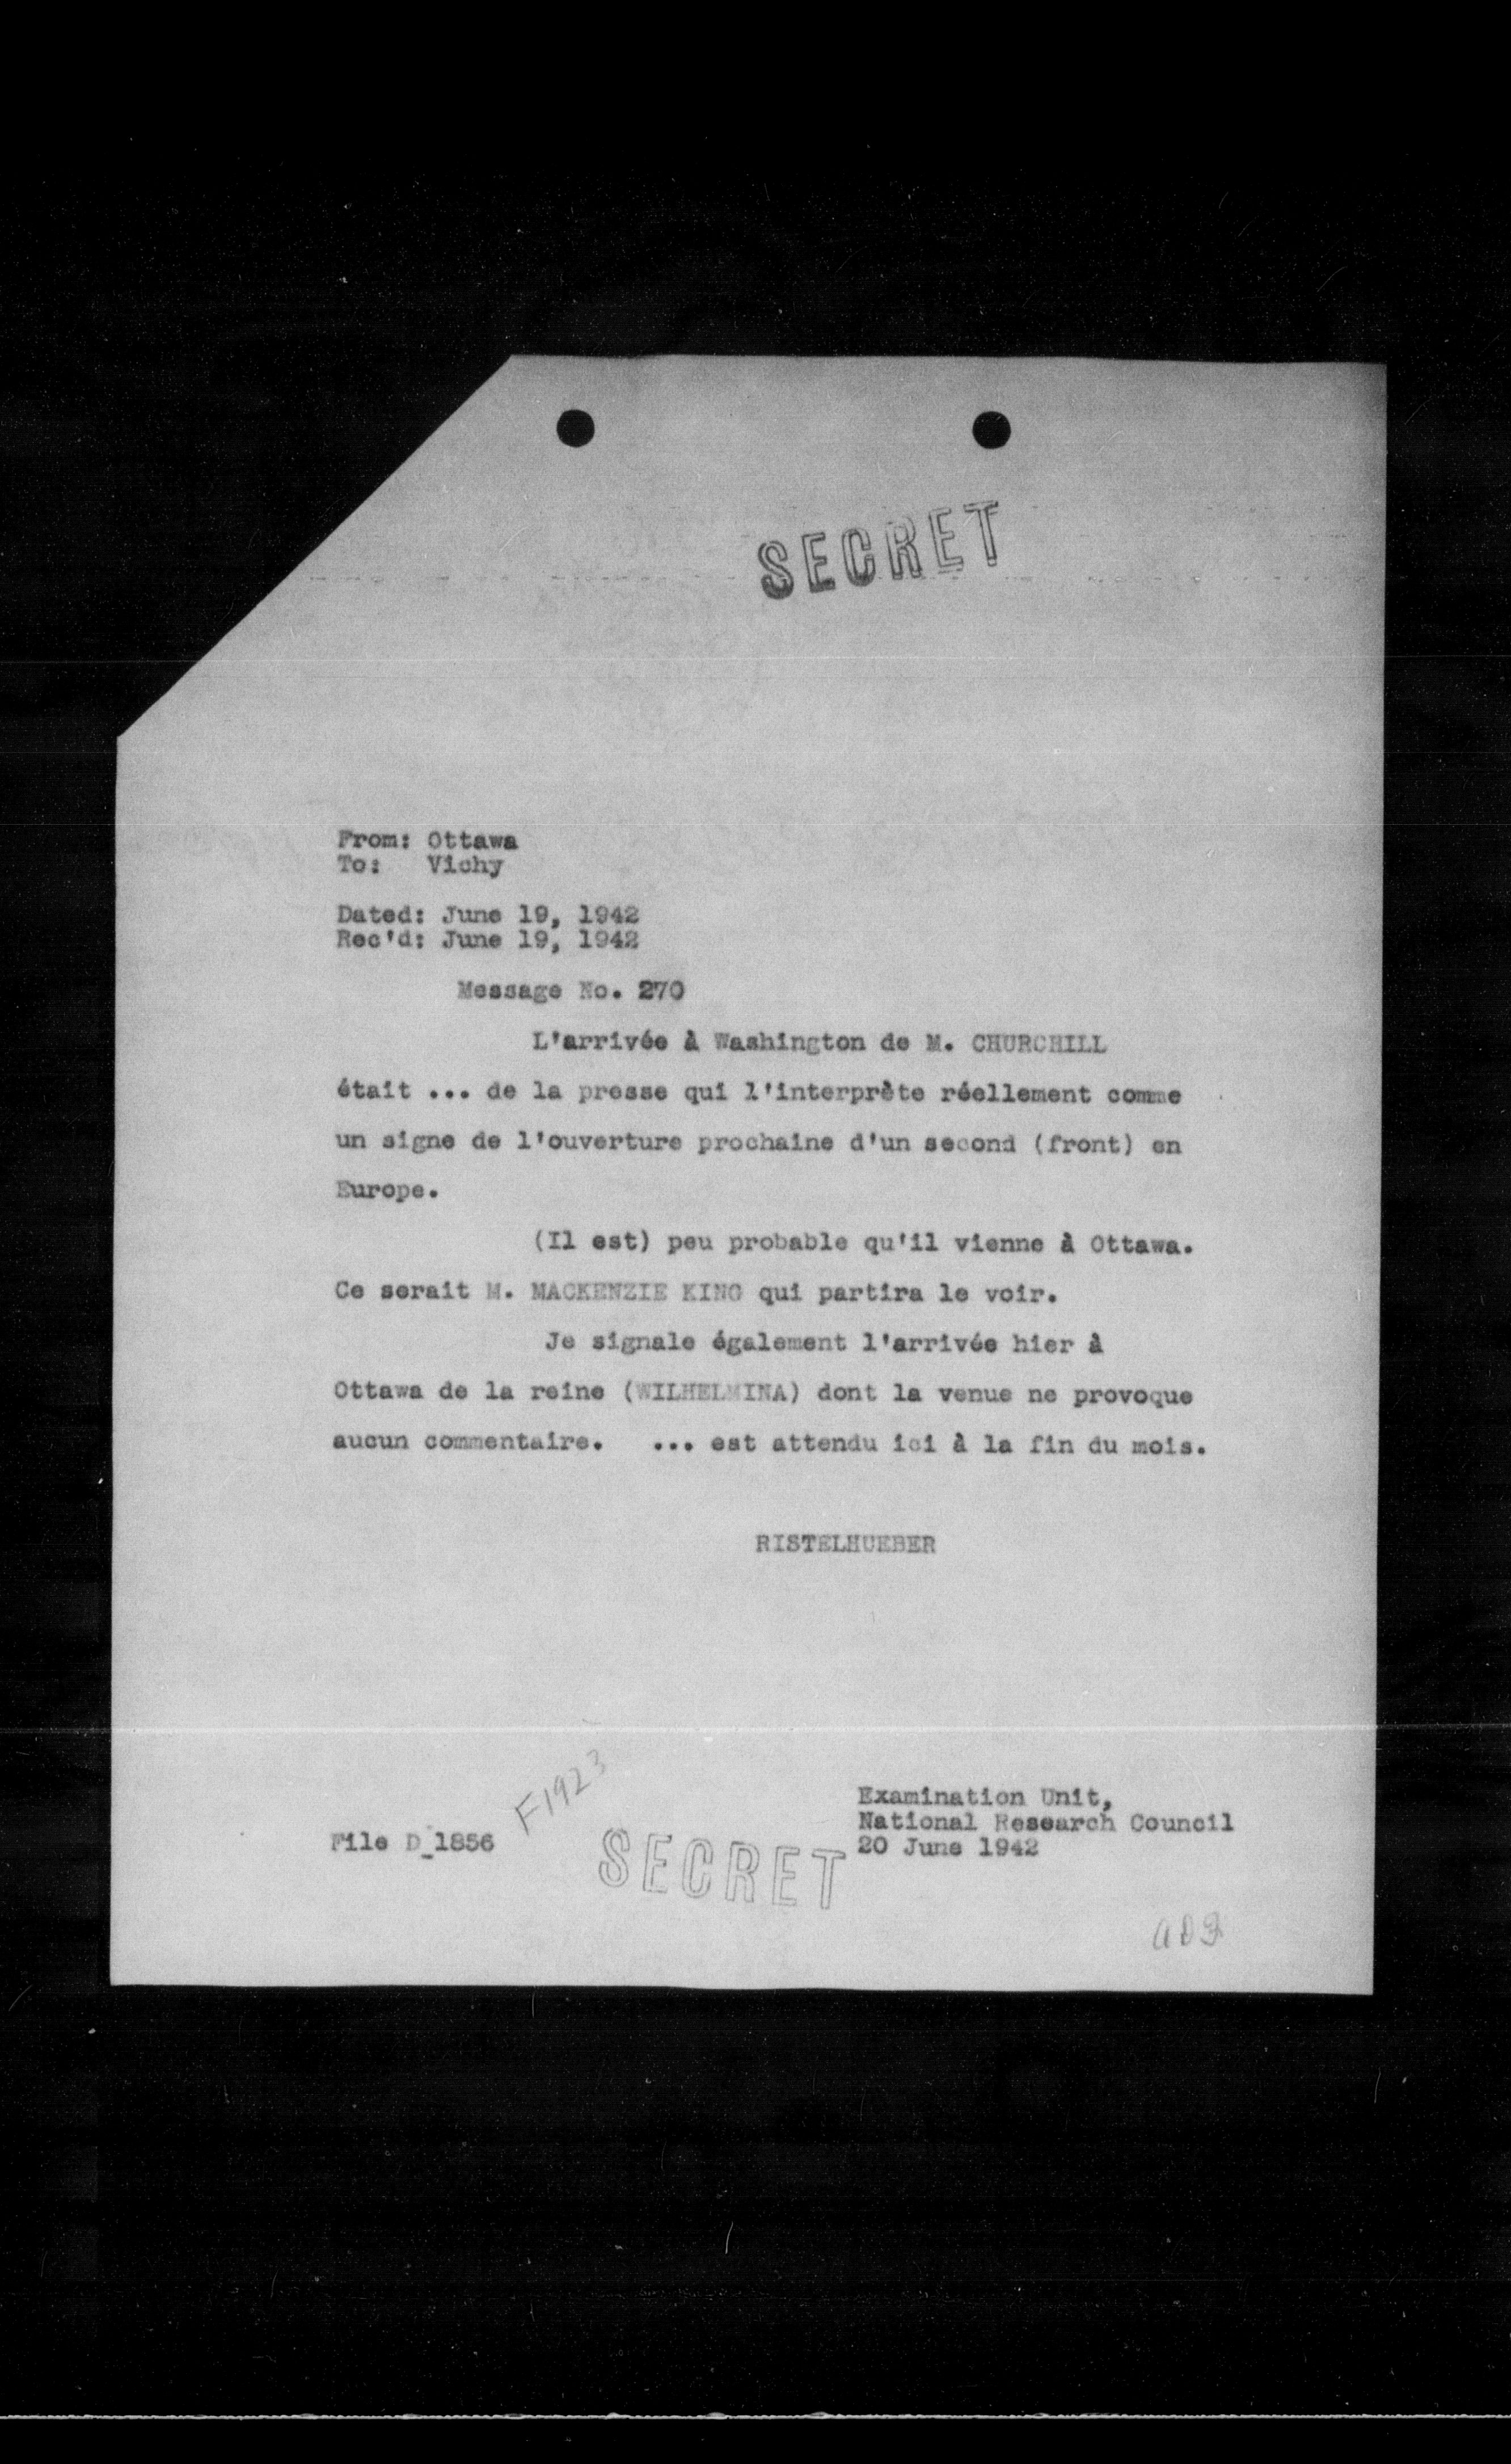 SECRET
From: Ottawa
To: Vichy
Dated: June 19, 1942
Rec'd: June 19, 1942
Message No. 270
L'arrivée à Washington de M. CHURCHILL
était ... de la presse qui l'interprète réellement comme
un signe de l'ouverture prochaine d'un second (front) en
Europe.
(Il est) peu probable qu'il vienne à Ottawa.
Ce serait M. MACKENZIE KING qui partira le voir.
Je signale également l'arrivée hier à
Ottawa de la reine (WILHELMINA) dont la venue ne provoque
aucun commentaire. ... est attendu ici à la fin du mois.
RISTELHUEBER
F1923
Examination Unit,
National Research Council
20 June 1942
File D_1856
SECRET